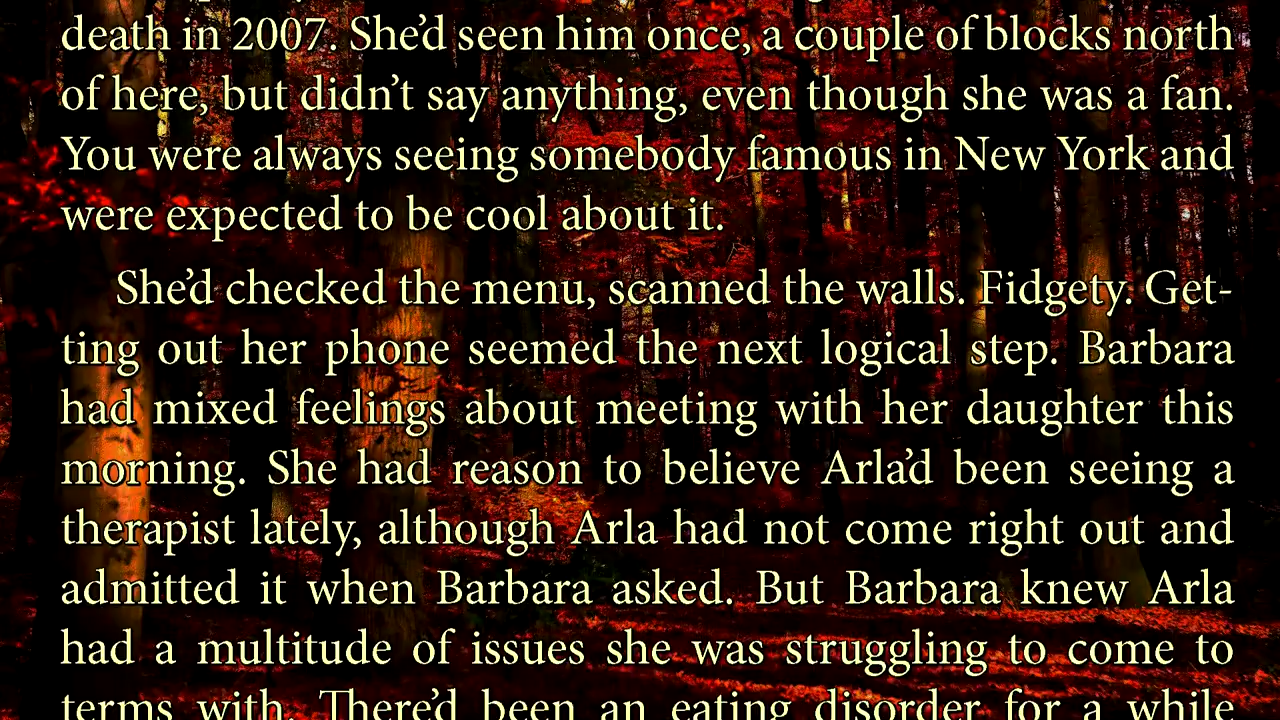 death in 2007. She’d seen him once, a couple of blocks north
of here, but didn’t say anything, even though she was a fan.
You were always seeing somebody famous in New York and
were expected to be cool about it.
She’d checked the menu, scanned the walls. Fidgety. Get-
ting out her phone seemed the next logical step. Barbara
had mixed feelings about meeting with her daughter this
morning. She had reason to believe Arla’d been seeing a
therapist lately, although Arla had not come right out and
admitted it when Barbara asked. But Barbara knew Arla
had a multitude of issues she was struggling to come to
terms with. There’d been an eating disorder for a while